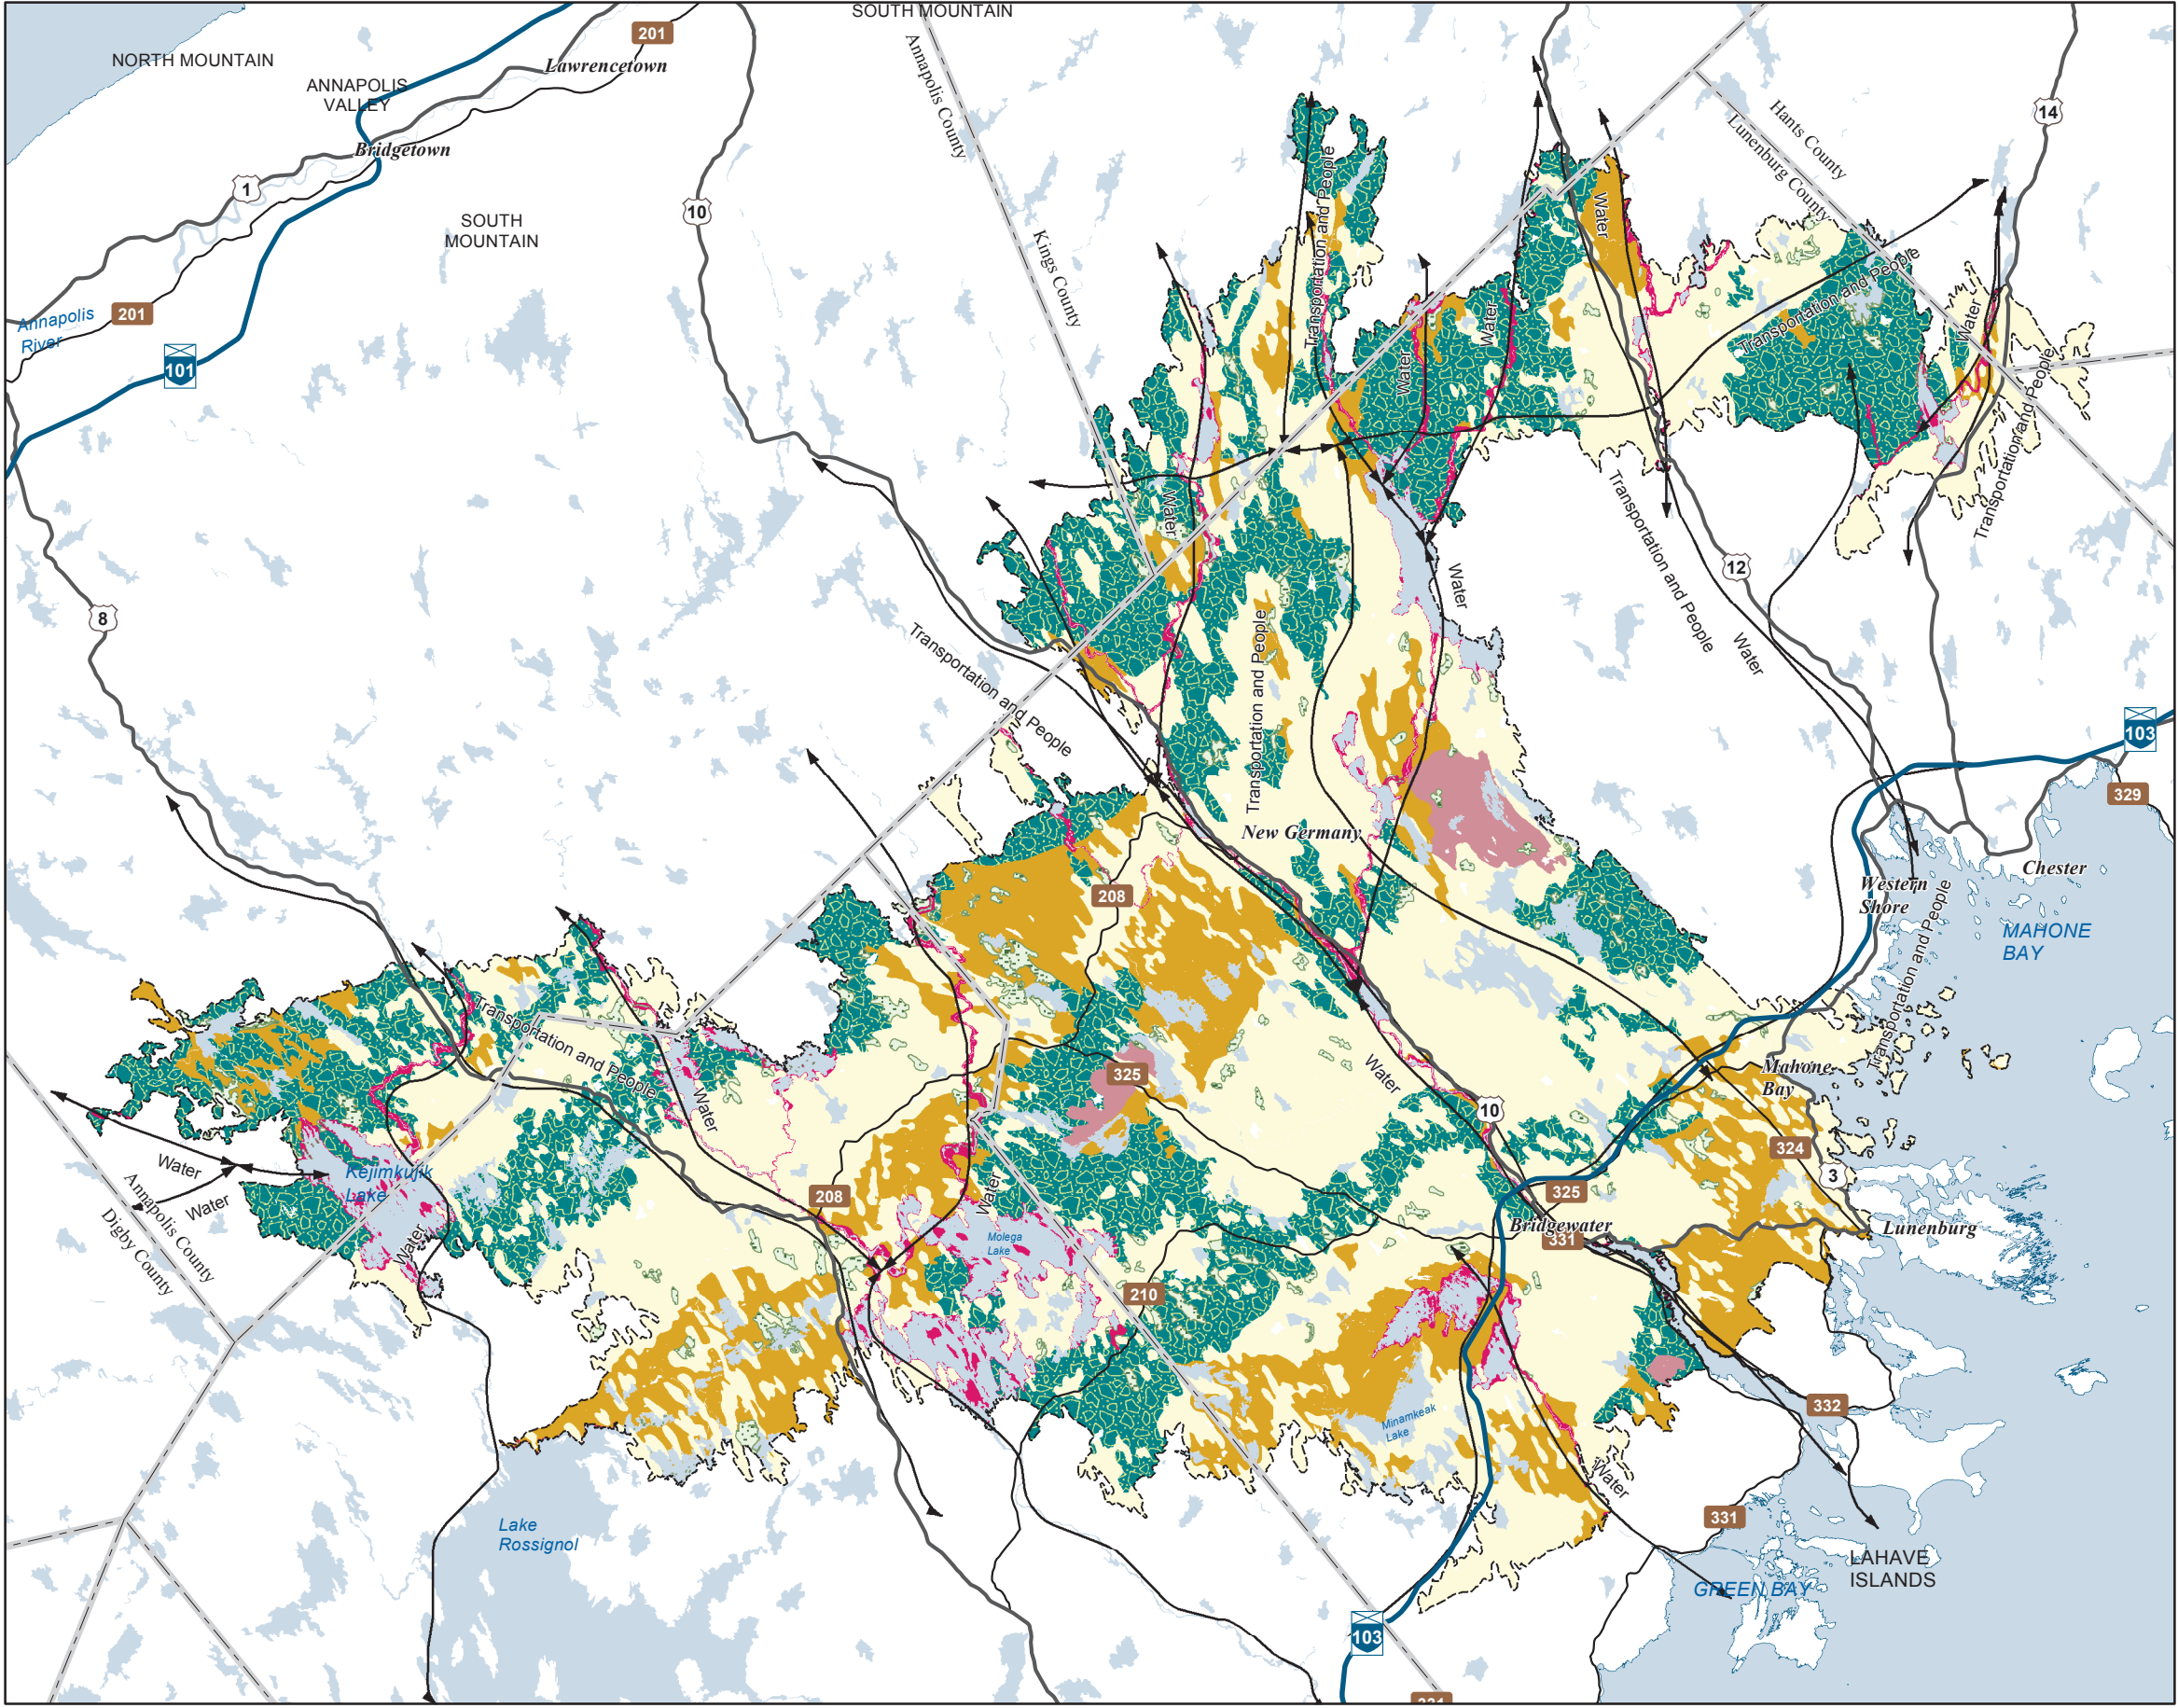 SOUTH MOUNTAIN
201
NORTH MOUNTAIN
Lawrencetown
ANNAPOLIS
VALLEY
Annapolis County
Hants County
Lunenburg County
14
Bridgetown
1
10
SOUTH
MOUNTAIN
Kings County
Transportation and People
Water
Transportation and People
Water
Annapolis
River
201
101
Water
Water
Transportation and People
Water
Transportation and People
12
Water
8
Transportation and People
Transportation and People
Water
103
329
New Germany
Chester
Western
Shore
208
MAHONE
BAY
Transportation and People
Transportation and People
325
Water
Water
Mahone
Bay
10
324
Water
Kejimkujik
Lake
3
Annapolis County
Digby County
Water
208
Water
325
Bridgewater
331
Lunenburg
Water
Molega
Lake
210
332
Minamkeak
Lake
Water
Lake
Rossignol
331
LAHAVE
ISLANDS
GREEN BAY
103
331